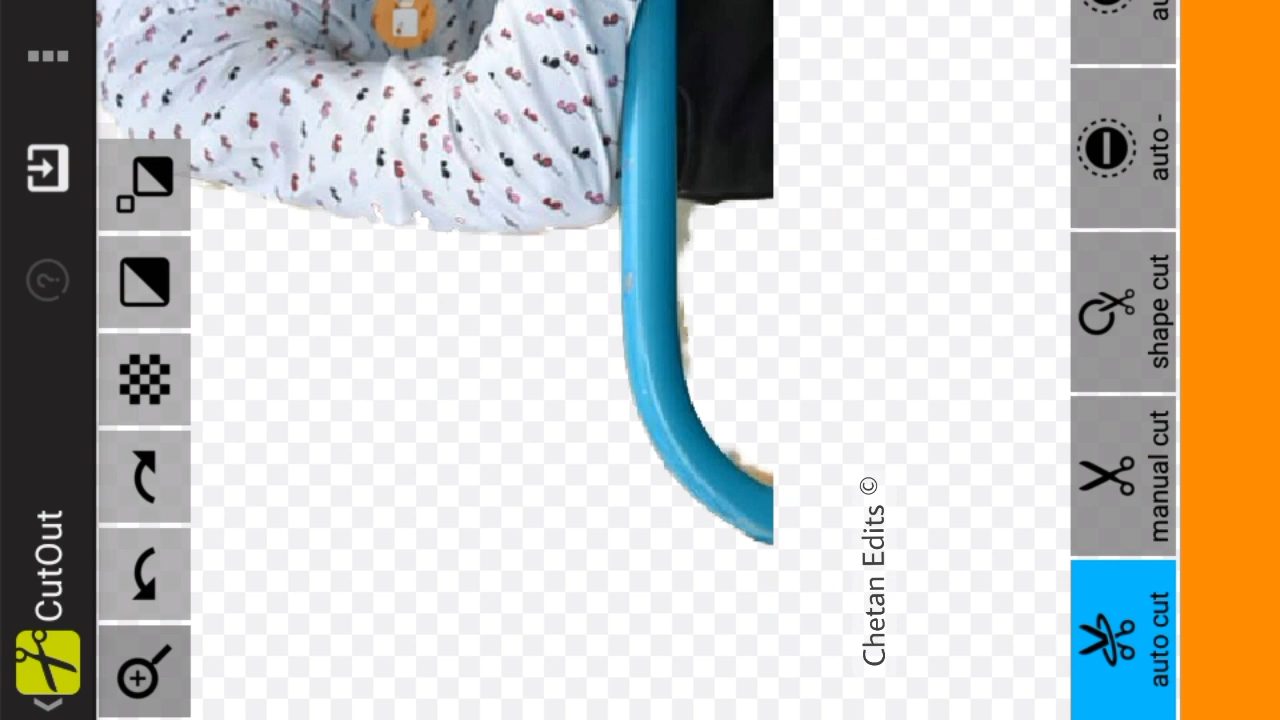 CutOut
Chetan Edits ©
auto cut
manual cut
shape cut
auto -
au